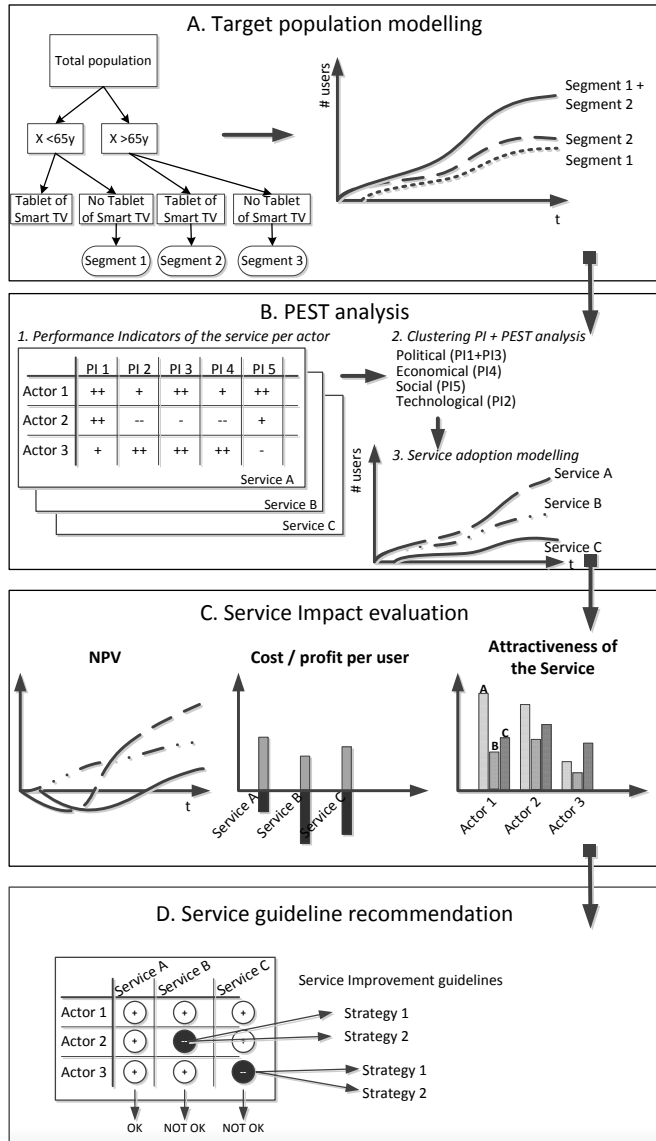 A. Target population modelling
Total population
X <65y
X >65y
Tablet of
Smart TV
No Tablet
of Smart TV
Tablet of
Smart TV
No Tablet
of Smart TV
Segment 1
Segment 2
Segment 3
# users
Segment 1 +
Segment 2
Segment 2
Segment 1
t
B. PEST analysis
1. Performance Indicators of the service per actor
PI 1 PI 2 PI 3 PI 4 PI 5
Actor 1 ++ + ++ + ++
Actor 2 ++ -- - -- +
Actor 3 + ++ ++ ++ -
Service A
Service B
Service C
2. Clustering PI + PEST analysis
Political (PI1+PI3)
Economical (PI4)
Social (PI5)
Technological (PI2)
3. Service adoption modelling
# users
Service A
Service B
Service C
t
C. Service Impact evaluation
NPV
t
Cost / profit per user
Service A
Service B
Service C
Attractiveness of
the Service
A
B
C
Actor 1
Actor 2
Actor 3
D. Service guideline recommendation
Service A Service B Service C
Actor 1 + + +
Actor 2 + -- +
Actor 3 + + --
OK NOT OK NOT OK
Service Improvement guidelines
Strategy 1
Strategy 2
Strategy 1
Strategy 2